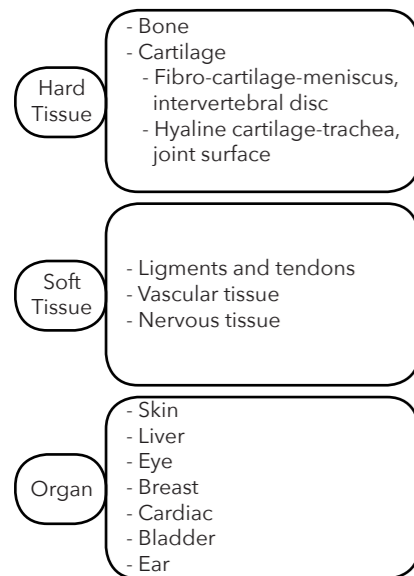 Hard
Tissue
- Bone
- Cartilage
- Fibro-cartilage-meniscus,
intervertebral disc
- Hyaline cartilage-trachea,
joint surface
Soft
Tissue
- Ligments and tendons
- Vascular tissue
- Nervous tissue
Organ
- Skin
- Liver
- Eye
- Breast
- Cardiac
- Bladder
- Ear